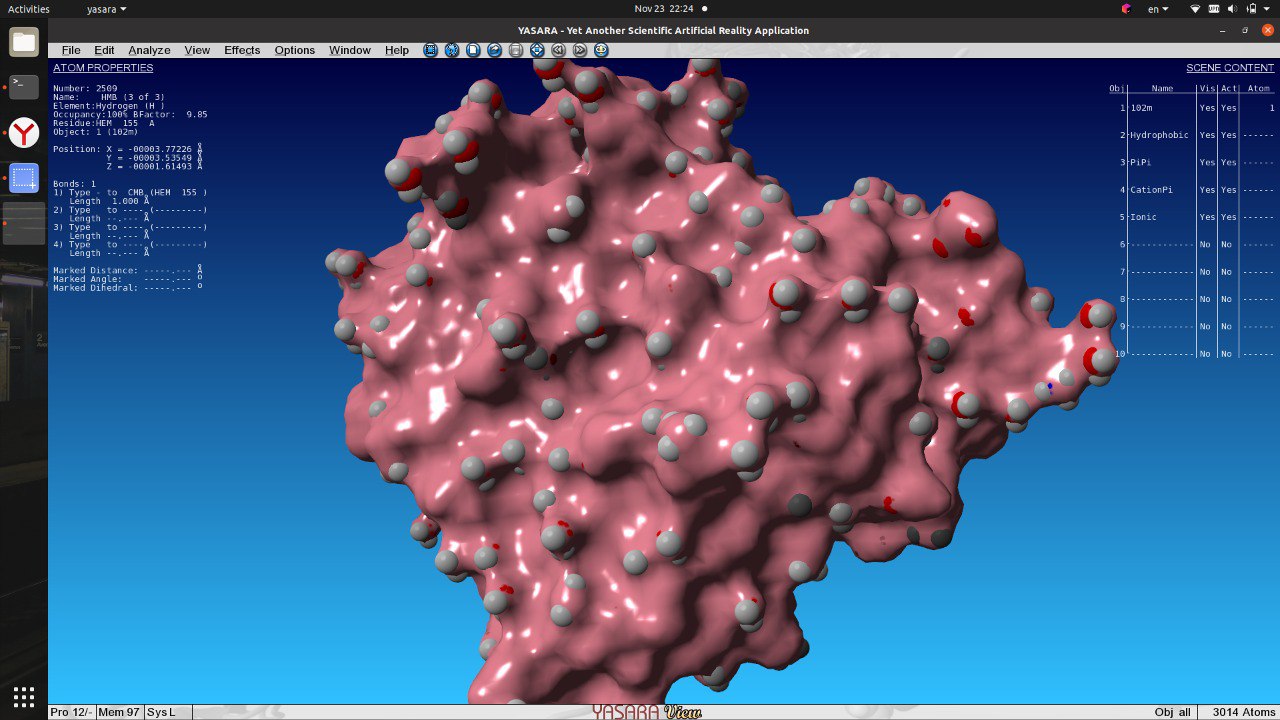 Activities yasara Nov 23 22:24 en
YASARA - Yet Another Scientific Artificial Reality Application
File Edit Analyze View Effects Options Window Help
ATOM PROPERTIES
Number: 2509
Name: HMB (3 of 3)
Element:Hydrogen (H )
Occupancy:100% BFactor: 9.85
Residue:HEM 155 A
Object: 1 (102m)
Position: X = -00003.77226 Å
Y = -00003.53549 Å
Z = -00001.61493 Å
Bonds: 1
1) Type - to CMB (HEM 155 )
Length 1.000 Å
2) Type to ----(--------)
Length --.--- Å
3) Type to ----(--------)
Length --.--- Å
4) Type to ----(--------)
Length --.--- Å
Marked Distance: -----.--- Å
Marked Angle: -----.--- o
Marked Dihedral: -----.--- o
SCENE CONTENT
Obj Name Vis Act Atom
1 102m Yes Yes 1
2 Hydrophobic Yes Yes ------
3 PiPi Yes Yes ------
4 CationPi Yes Yes ------
5 Ionic Yes Yes ------
6 ------------ No No ------
7 ------------ No No ------
8 ------------ No No ------
9 ------------ No No ------
10 ------------ No No ------
Pro 12/- Mem 97 Sys L YASARA View Obj all 3014 Atoms